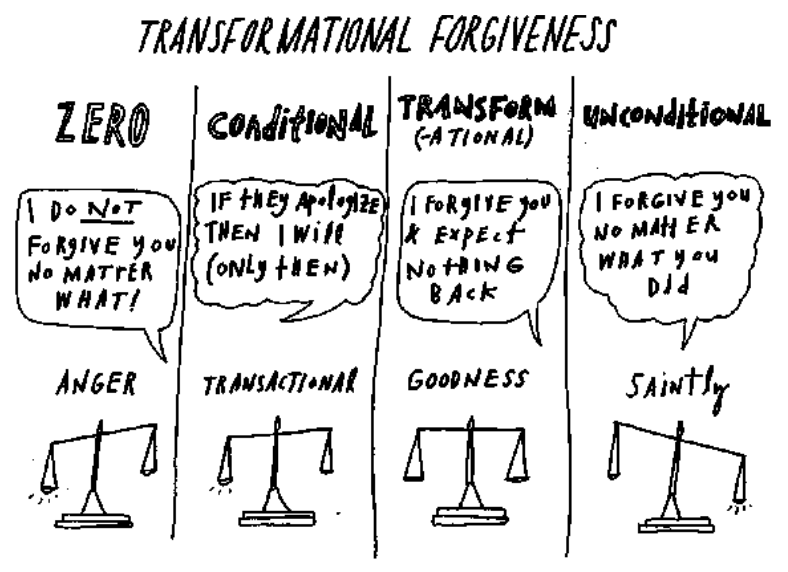 TRANSFORMATIONAL FORGIVENESS
ZERO
CONDITIONAL
TRANSFORM
(-ATIONAL)
UNCONDITIONAL
I DO NOT
FORGIVE YOU
NO MATTER
WHAT!
IF THEY APOLOGIZE
THEN I WILL
(ONLY THEN)
I FORGIVE YOU
& EXPECT
NOTHING
BACK
I FORGIVE YOU
NO MATTER
WHAT YOU
DID
ANGER
TRANSACTIONAL
GOODNESS
SAINTLY